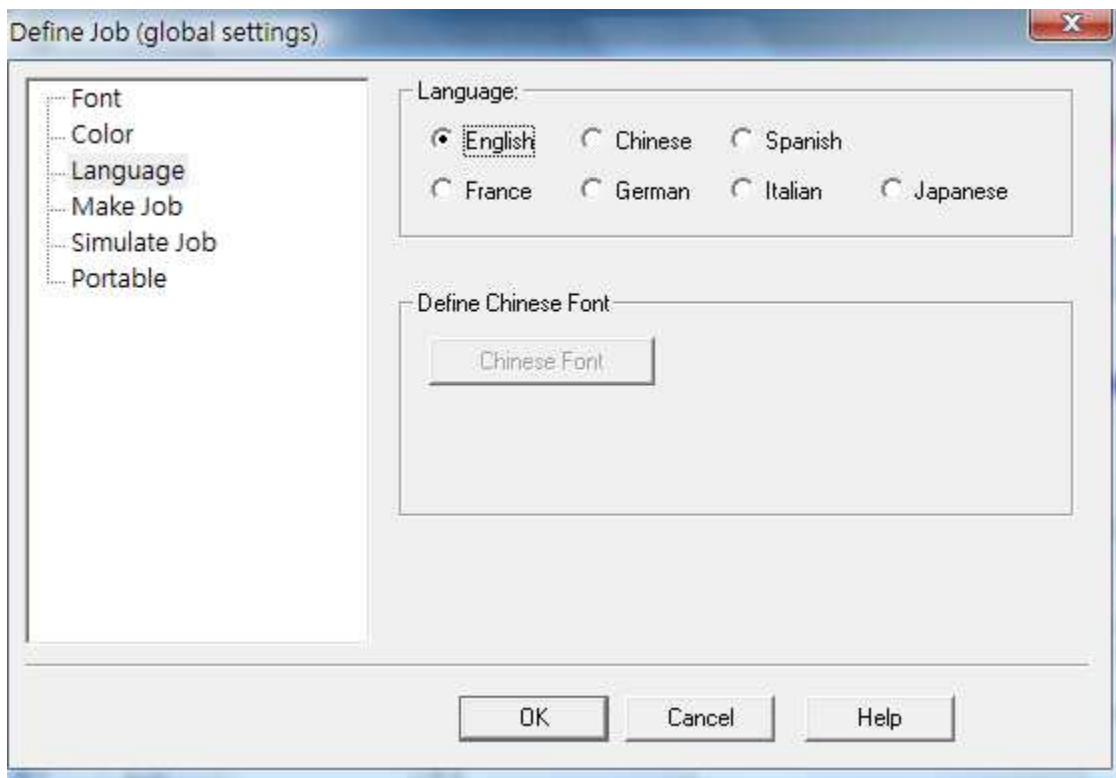 Define Job (global settings)
Font
Color
Language
Make Job
Simulate Job
Portable
Language:
English Chinese Spanish
France German Italian Japanese
Define Chinese Font
Chinese Font
OK Cancel Help